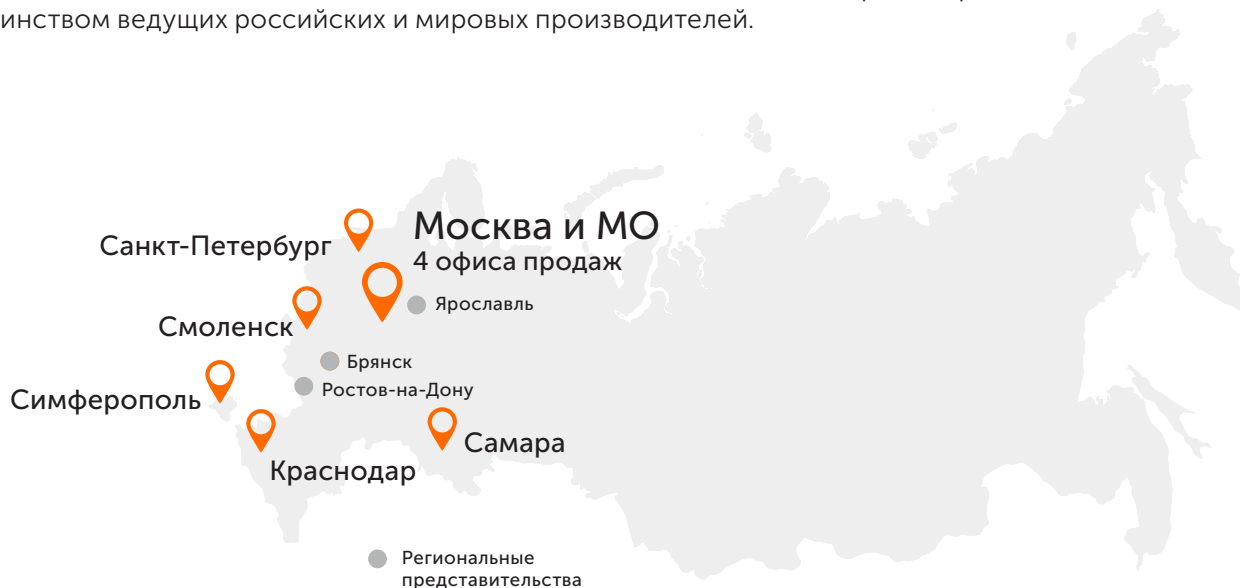 инством ведущих российских и мировых производителей.
Москва и МО
Санкт-Петербург
4 офиса продаж
Ярославль
Смоленск
Брянск
Ростов-на-Дону
Симферополь
Самара
Краснодар
Региональные
представительства